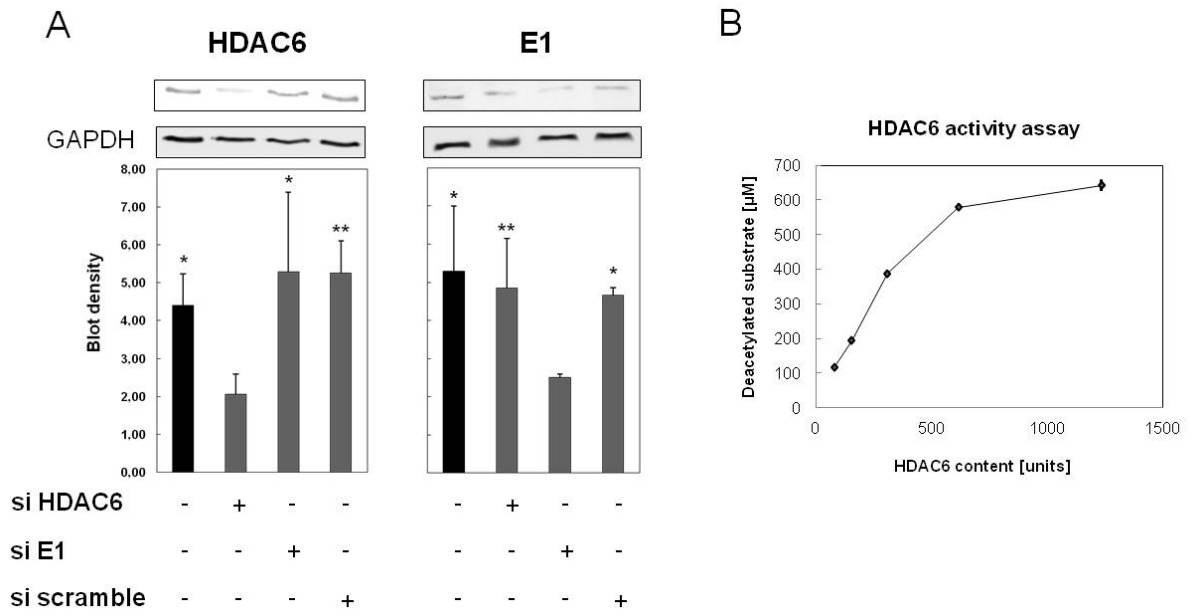 A
B
HDAC6 E1
GAPDH
8.00
7.00
6.00
5.00
4.00
3.00
2.00
1.00
0.00
Blot density
* * **
* ** *
si HDAC6 - + - - - + - -
si E1 - - + - - - + -
si scramble - - - + - - - +
HDAC6 activity assay
700
600
500
400
300
200
100
0
Deacetylated substrate [µM]
0 500 1000 1500
HDAC6 content [units]